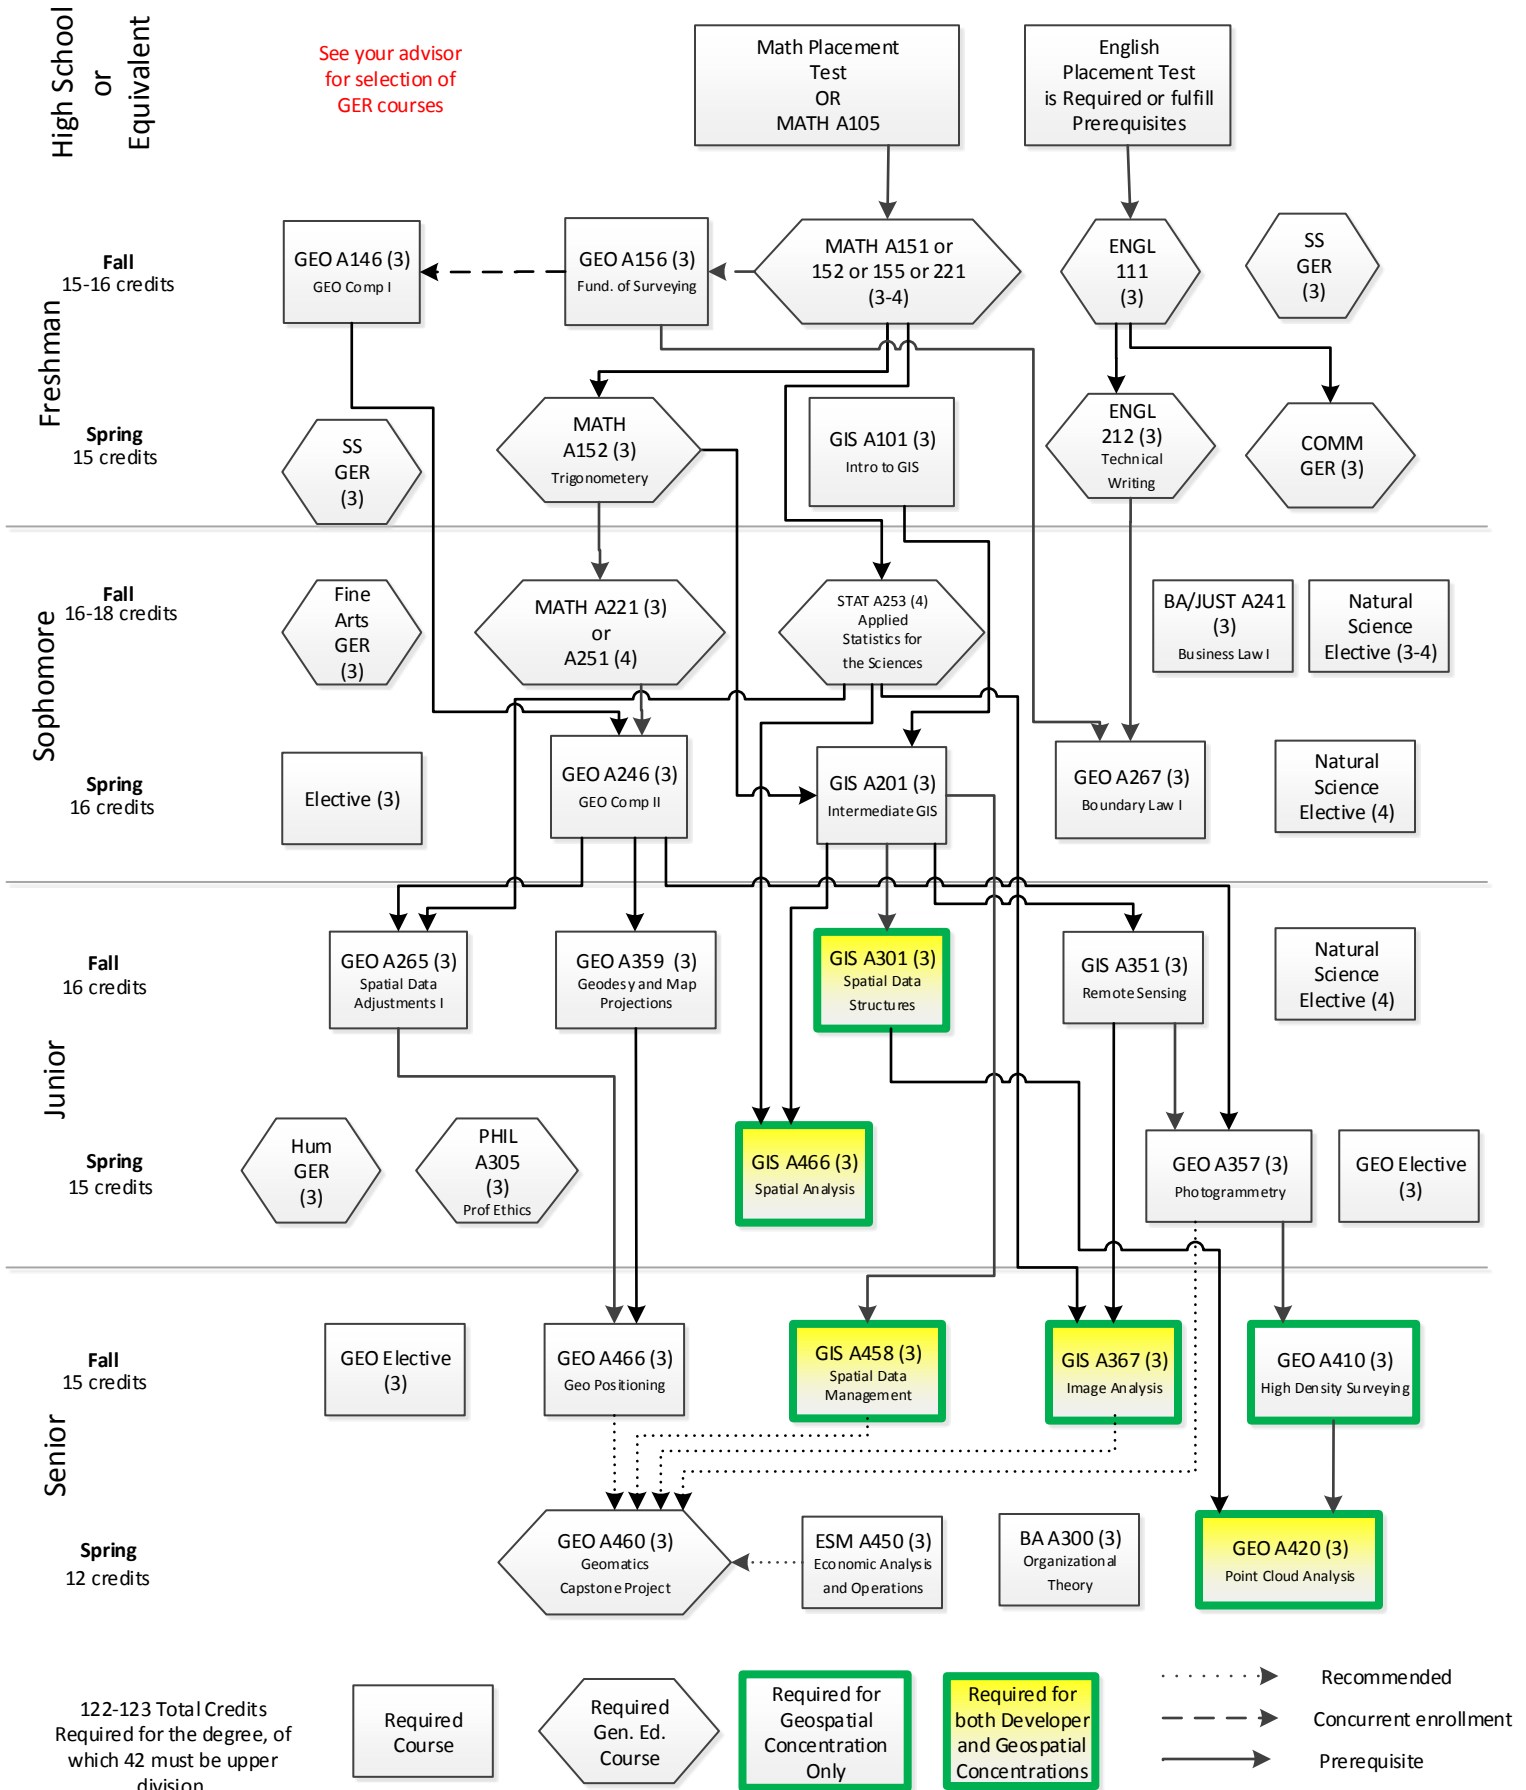 High School
or
Equivalent
See your advisor
for selection of
GER courses
Math Placement
Test
OR
MATH A105
English
Placement Test
is Required or fulfill
Prerequisites
Freshman
Fall
15-16 credits
GEO A146 (3)
GEO Comp I
GEO A156 (3)
Fund. of Surveying
MATH A151 or
152 or 155 or 221
(3-4)
ENGL
111
(3)
SS
GER
(3)
Spring
15 credits
SS
GER
(3)
MATH
A152 (3)
Trigonometery
GIS A101 (3)
Intro to GIS
ENGL
212 (3)
Technical
Writing
COMM
GER (3)
Sophomore
Fall
16-18 credits
Fine
Arts
GER
(3)
MATH A221 (3)
or
A251 (4)
STAT A253 (4)
Applied
Statistics for
the Sciences
BA/JUST A241
(3)
Business Law I
Natural
Science
Elective (3-4)
Spring
16 credits
Elective (3)
GEO A246 (3)
GEO Comp II
GIS A201 (3)
Intermediate GIS
GEO A267 (3)
Boundary Law I
Natural
Science
Elective (4)
Junior
Fall
16 credits
GEO A265 (3)
Spatial Data
Adjustments I
GEO A359 (3)
Geodesy and Map
Projections
GIS A301 (3)
Spatial Data
Structures
GIS A351 (3)
Remote Sensing
Natural
Science
Elective (4)
Spring
15 credits
Hum
GER
(3)
PHIL
A305
(3)
Prof Ethics
GIS A466 (3)
Spatial Analysis
GEO A357 (3)
Photogrammetry
GEO Elective
(3)
Senior
Fall
15 credits
GEO Elective
(3)
GEO A466 (3)
Geo Positioning
GIS A458 (3)
Spatial Data
Management
GIS A367 (3)
Image Analysis
GEO A410 (3)
High Density Surveying
Spring
12 credits
GEO A460 (3)
Geomatics
Capstone Project
ESM A450 (3)
Economic Analysis
and Operations
BA A300 (3)
Organizational
Theory
GEO A420 (3)
Point Cloud Analysis
122-123 Total Credits
Required for the degree, of
which 42 must be upper
division
Required
Course
Required
Gen. Ed.
Course
Required for
Geospatial
Concentration
Only
Required for
both Developer
and Geospatial
Concentrations
Recommended
Concurrent enrollment
Prerequisite